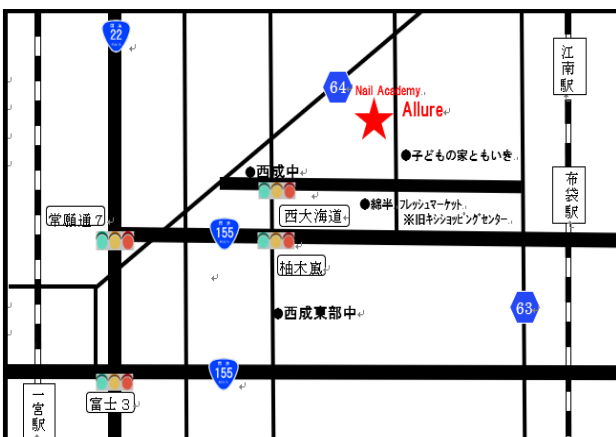 国道
22
64
Nail Academy
Allure
江南駅
●子どもの家ともいき
●西成中
布袋駅
●綿半 フレッシュマーケット
※旧キシショッピングセンター
常願通7
西大海道
155
柚木颪
●西成東部中
63
155
一宮駅
富士3